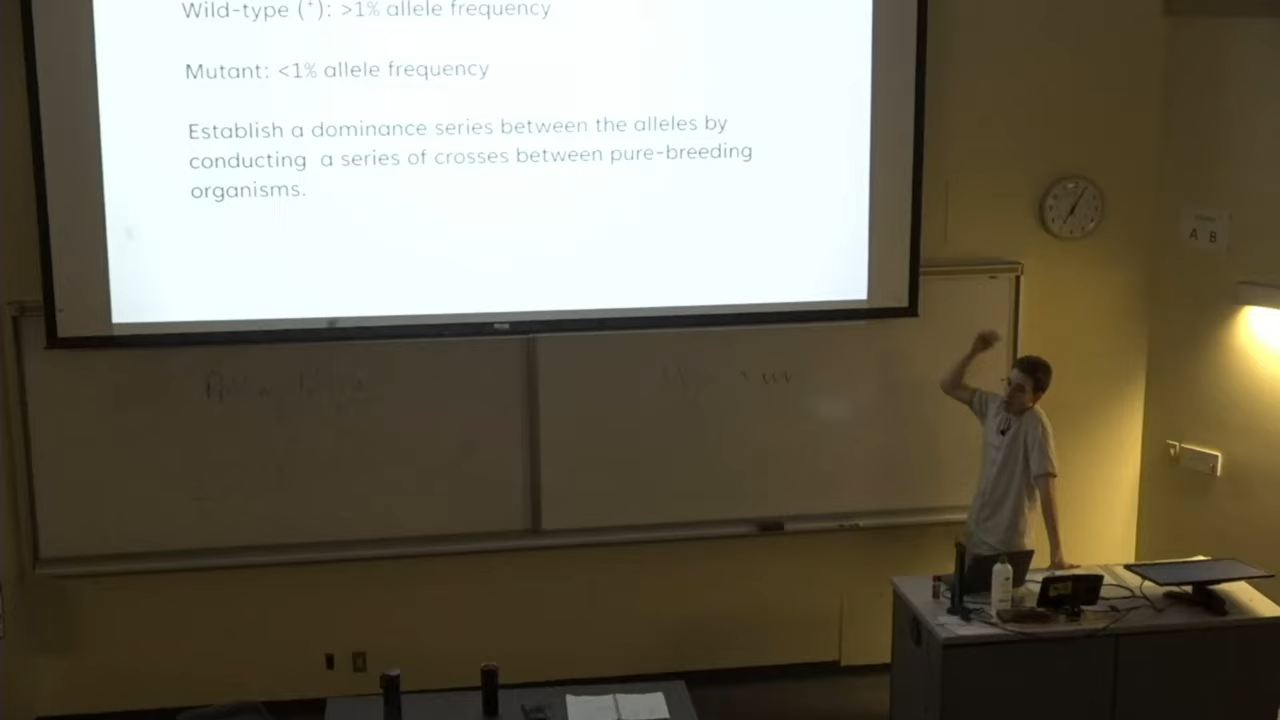 Wild-type (⁺): >1% allele frequency
Mutant: <1% allele frequency
Establish a dominance series between the alleles by
conducting a series of crosses between pure-breeding
organisms.
A B